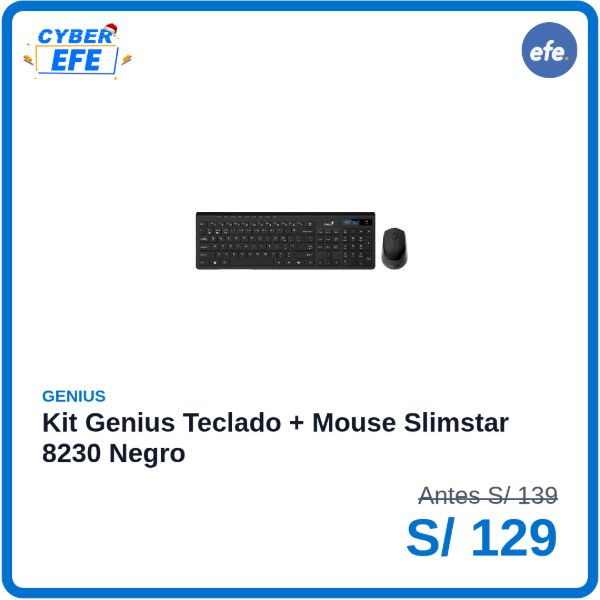 CYBER
EFE
efe.
GENIUS
Kit Genius Teclado + Mouse Slimstar
8230 Negro
Antes S/ 139
S/ 129